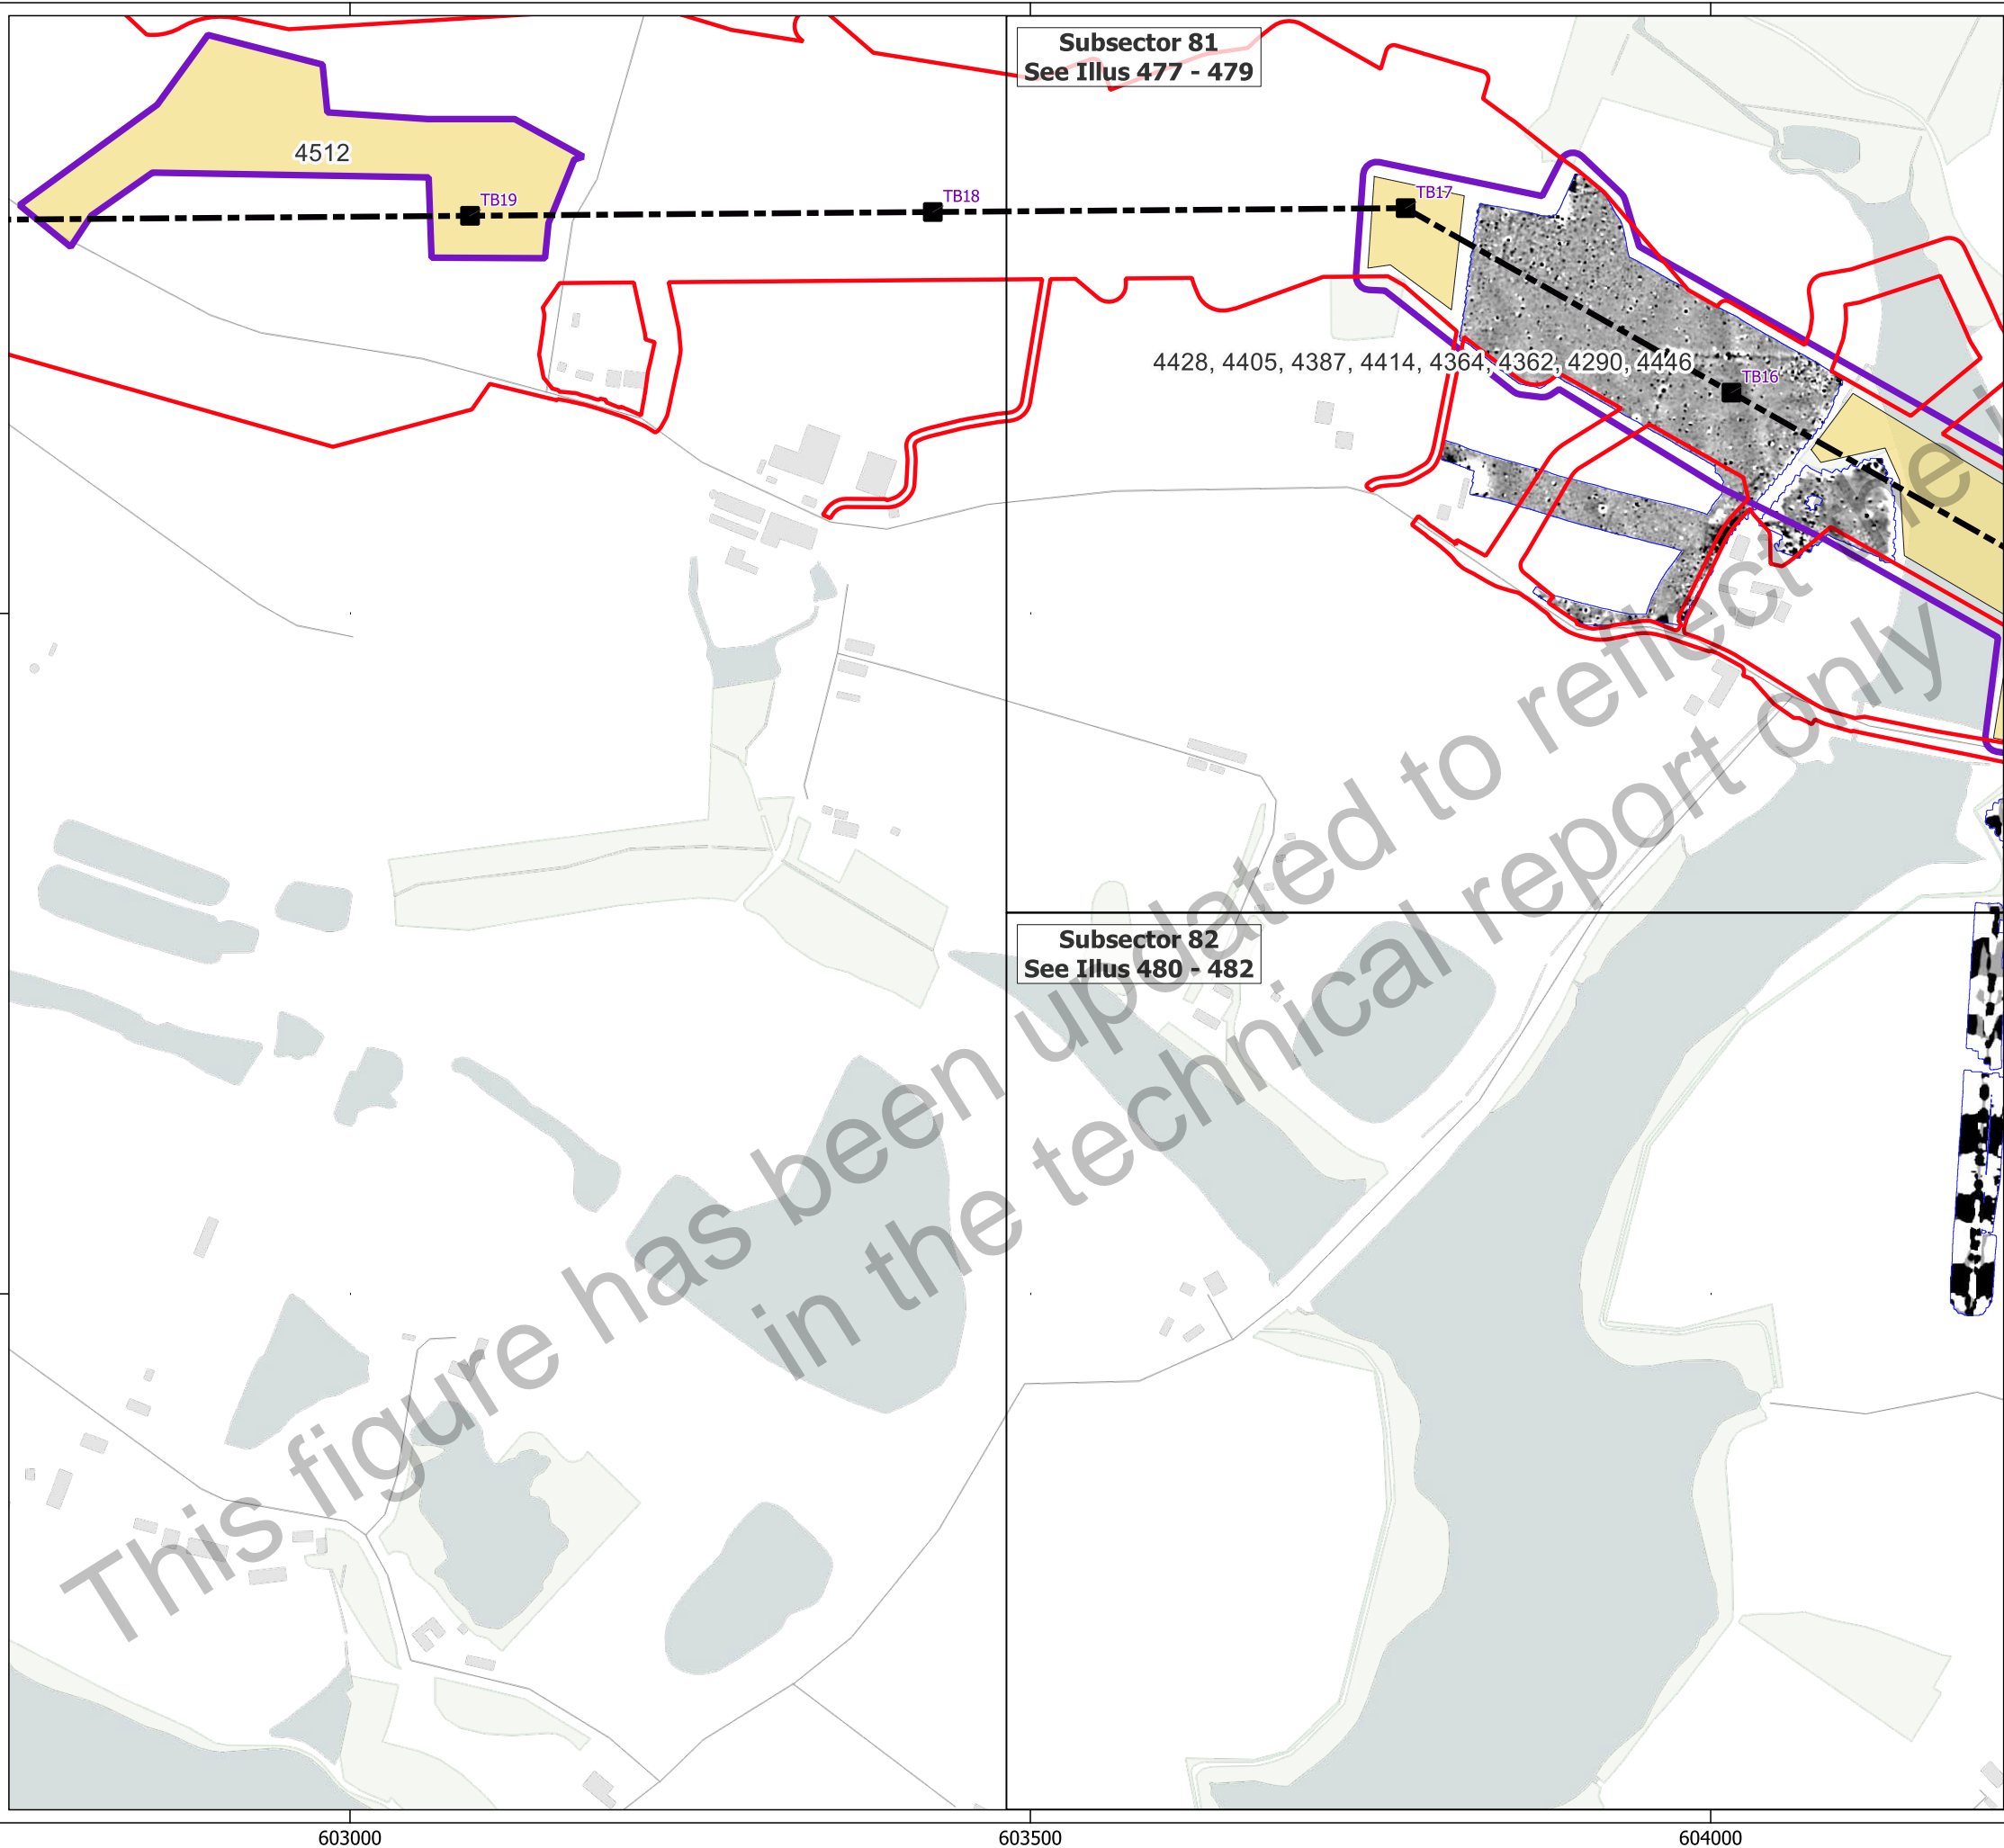 Subsector 81
See Illus 477 - 479
4512
TB19
TB18
TB17
4428, 4405, 4387, 4414, 4364, 4362, 4290, 4446
TB16
Subsector 82
See Illus 480 - 482
This figure has been updated to reflect
in the technical report only
603000
603500
604000